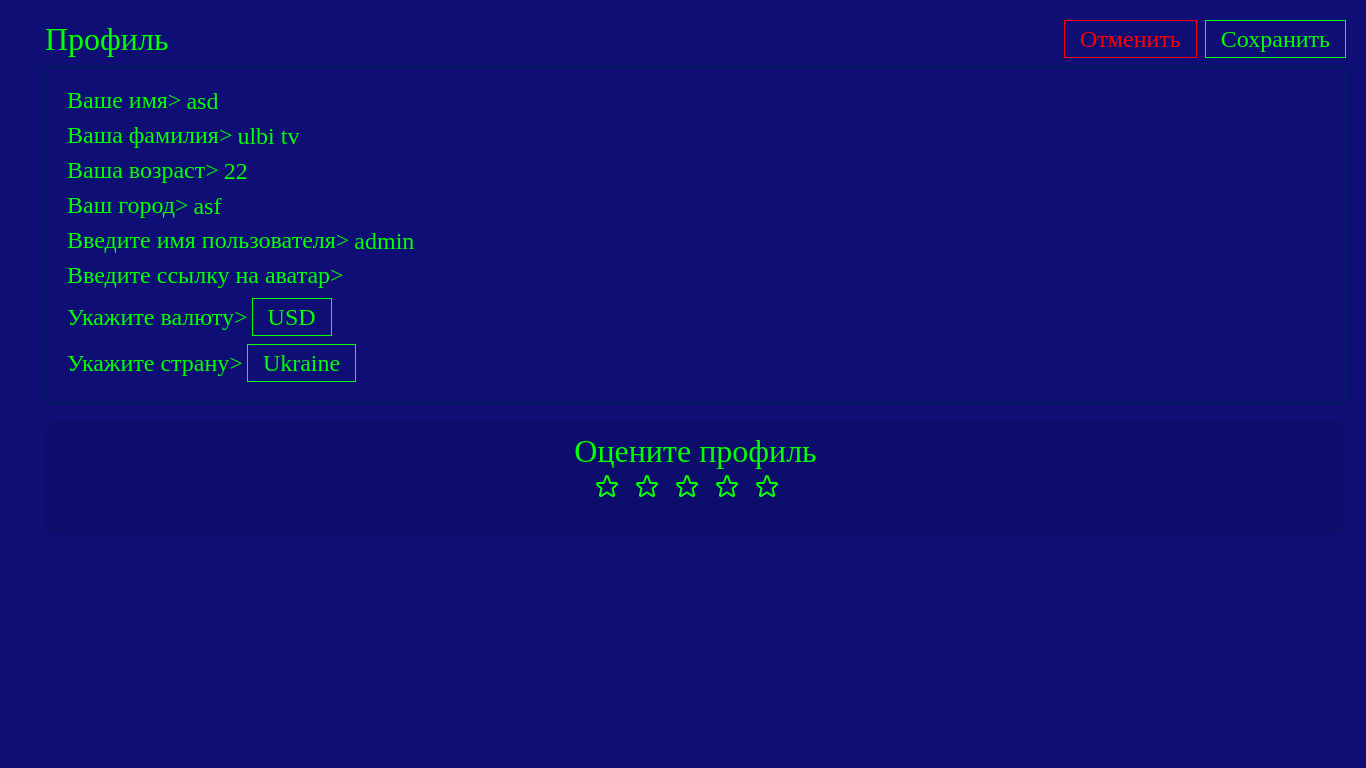 Профиль
Отменить Сохранить
Ваше имя> asd
Ваша фамилия> ulbi tv
Ваша возраст> 22
Ваш город> asf
Введите имя пользователя> admin
Введите ссылку на аватар>
Укажите валюту> USD
Укажите страну> Ukraine
Оцените профиль